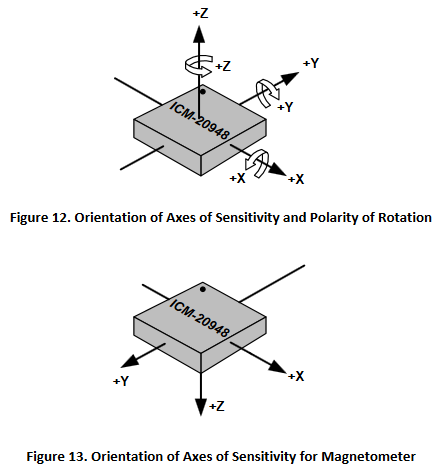 +Z
+Z
+Y
+Y
ICM-20948
+X
+X
Figure 12. Orientation of Axes of Sensitivity and Polarity of Rotation
ICM-20948
+Y
+X
+Z
Figure 13. Orientation of Axes of Sensitivity for Magnetometer